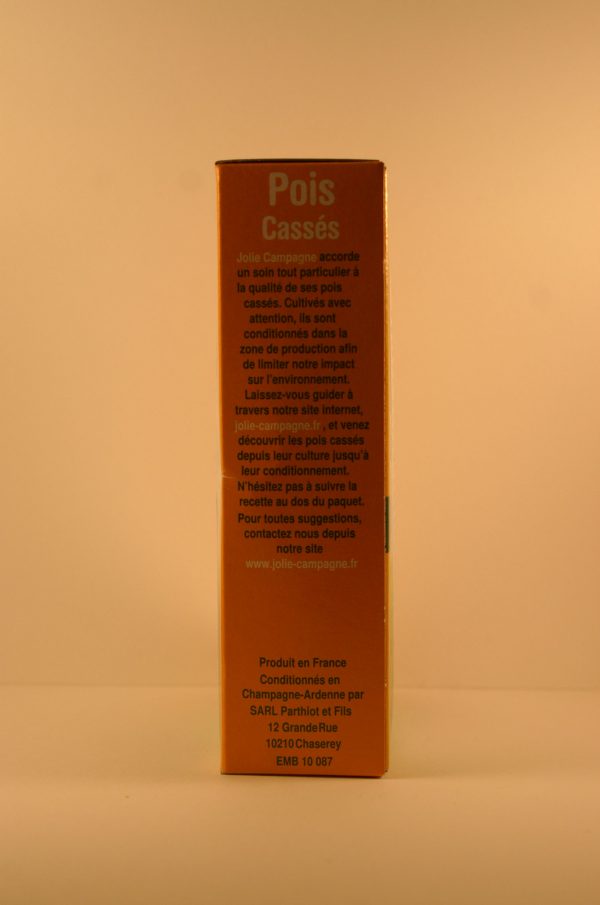 Pois
Cassés
Jolie Campagne accorde
un soin tout particulier à
la qualité de ses pois
cassés. Cultivés avec
attention, ils sont
conditionnés dans la
zone de production afin
de limiter notre impact
sur l'environnement.
Laissez-vous guider à
travers notre site internet,
jolie-campagne.fr, et venez
découvrir les pois cassés
depuis leur culture jusqu'à
leur conditionnement.
N'hésitez pas à suivre la
recette au dos du paquet.
Pour toutes suggestions,
contactez nous depuis
notre site
www.jolie-campagne.fr
Produit en France
Conditionnés en
Champagne-Ardenne par
SARL Parthiot et Fils
12 Grande Rue
10210 Chaserey
EMB 10 087